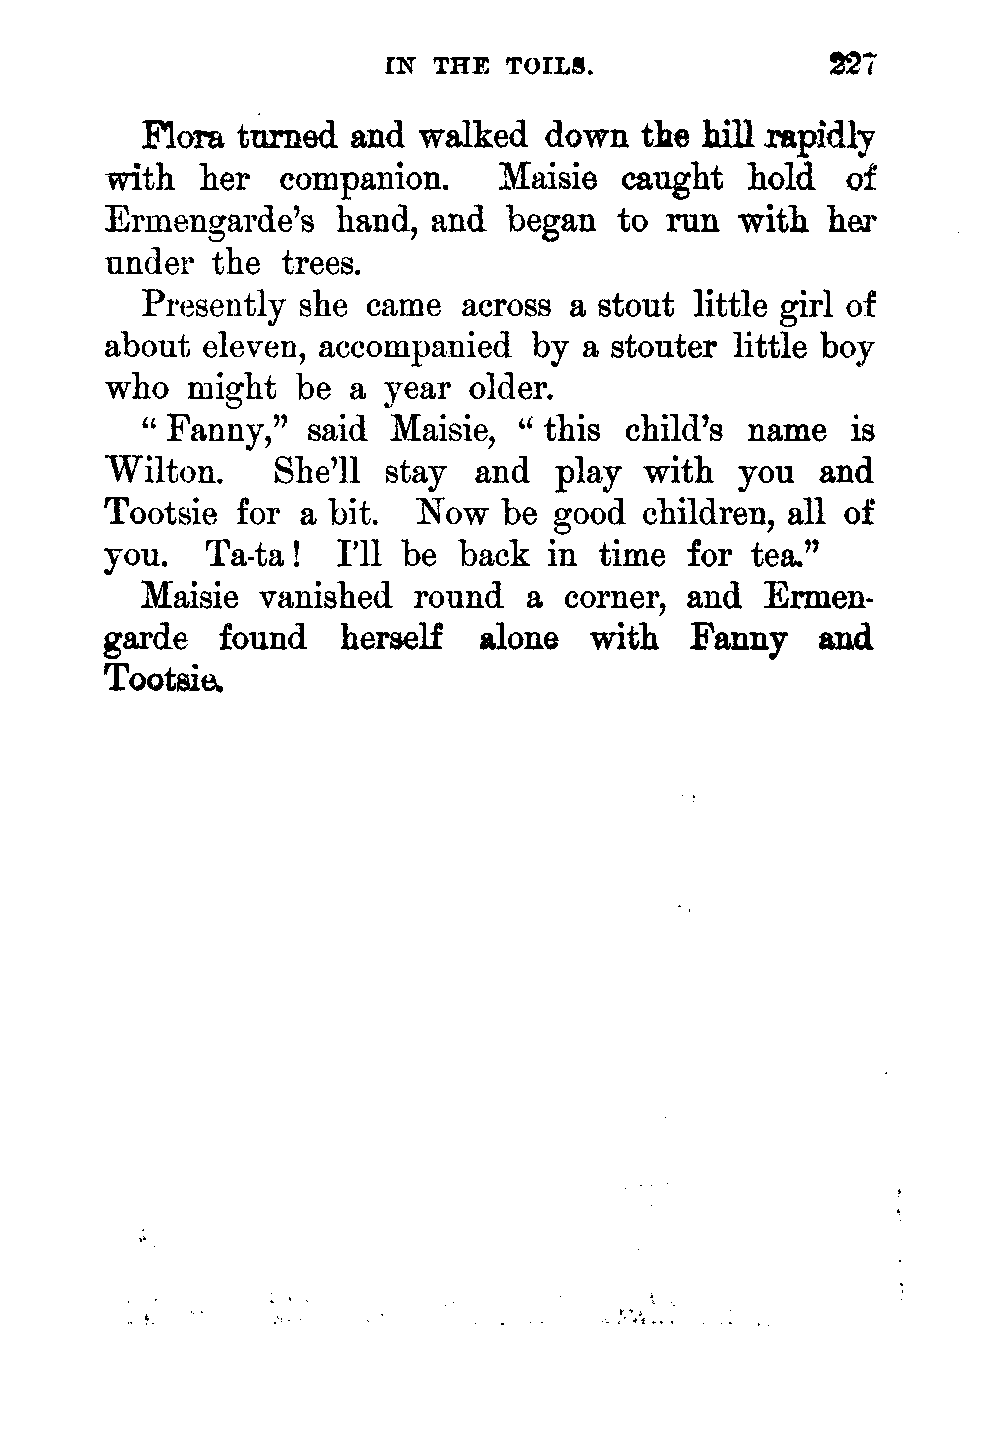 IN THE TOILS. 227
Flora turned and walked down the hill rapidly
with her companion. Maisie caught hold of
Ermengarde's hand, and began to run with her
under the trees.
Presently she came across a stout little girl of
about eleven, accompanied by a stouter little boy
who might be a year older.
“Fanny,” said Maisie, “this child's name is
Wilton. She'll stay and play with you and
Tootsie for a bit. Now be good children, all of
you. Ta-ta! I'll be back in time for tea.”
Maisie vanished round a corner, and Ermen-
garde found herself alone with Fanny and
Tootsie.